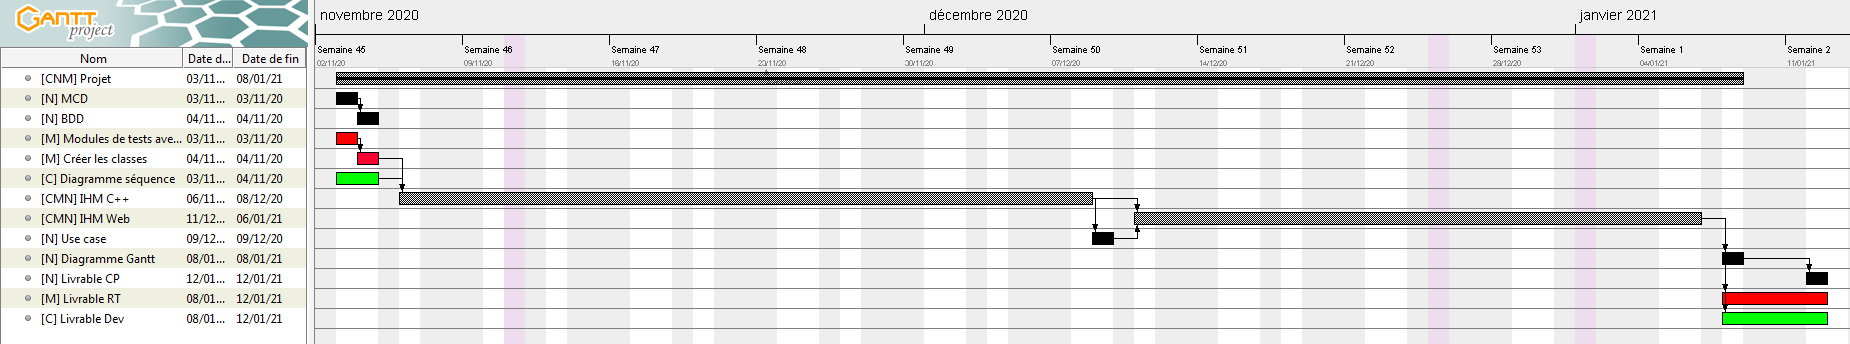 GANTT
project
novembre 2020 décembre 2020 janvier 2021
Semaine 45 Semaine 46 Semaine 47 Semaine 48 Semaine 49 Semaine 50 Semaine 51 Semaine 52 Semaine 53 Semaine 1 Semaine 2
02/11/20 09/11/20 16/11/20 23/11/20 30/11/20 07/12/20 14/12/20 21/12/20 28/12/20 04/01/21 11/01/21
Nom Date d... Date de fin
[CNM] Projet 03/11... 08/01/21
[N] MCD 03/11... 03/11/20
[N] BDD 04/11... 04/11/20
[M] Modules de tests ave... 03/11... 03/11/20
[M] Créer les classes 04/11... 04/11/20
[C] Diagramme séquence 03/11... 04/11/20
[CMN] IHM C++ 06/11... 08/12/20
[CMN] IHM Web 11/12... 06/01/21
[N] Use case 09/12... 09/12/20
[N] Diagramme Gantt 08/01... 08/01/21
[N] Livrable CP 12/01... 12/01/21
[M] Livrable RT 08/01... 12/01/21
[C] Livrable Dev 08/01... 12/01/21